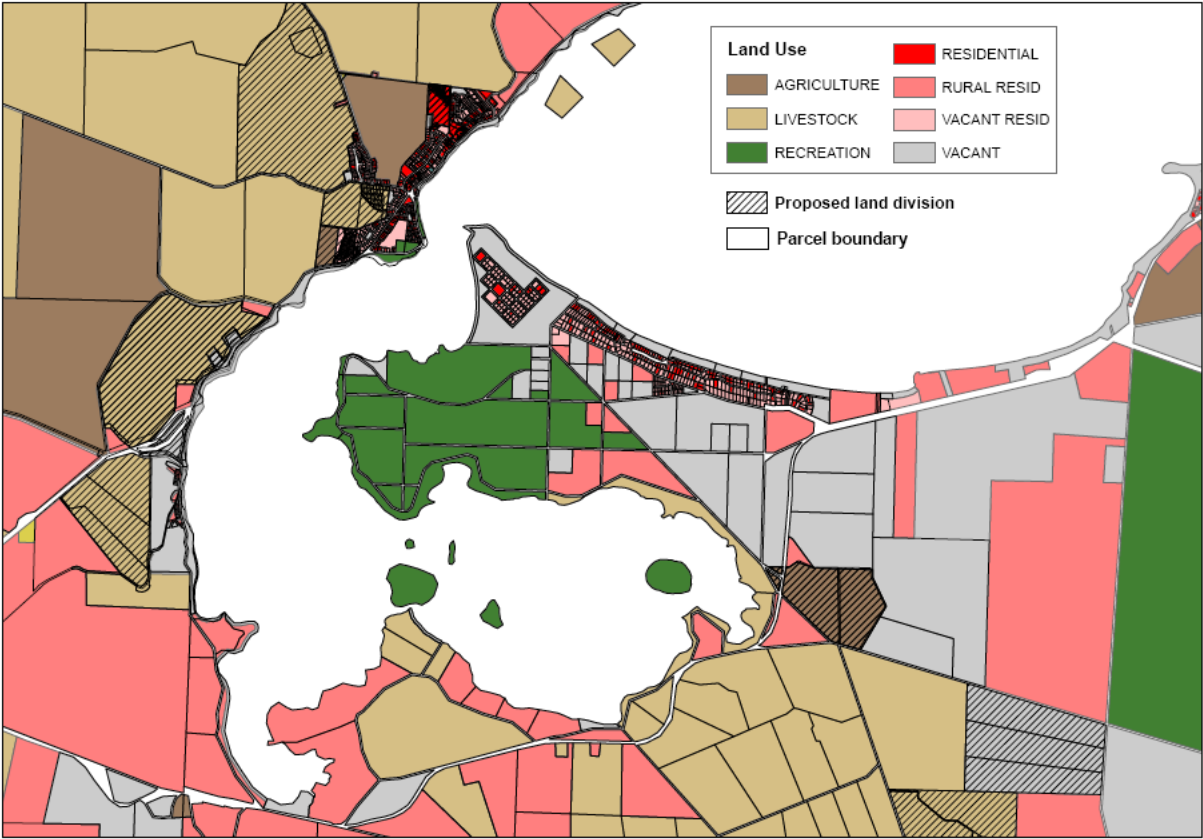 Land Use
AGRICULTURE
LIVESTOCK
RECREATION
RESIDENTIAL
RURAL RESID
VACANT RESID
VACANT
Proposed land division
Parcel boundary